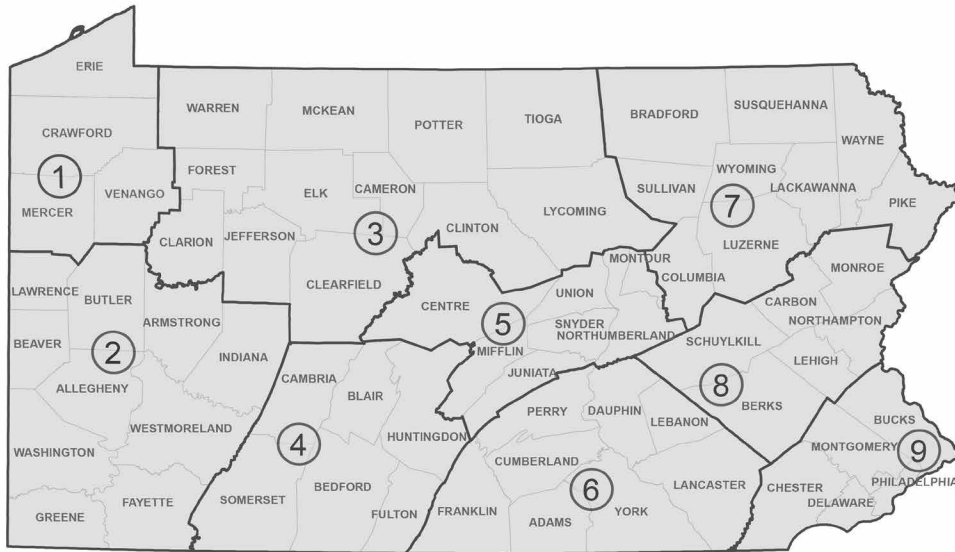 ERIE
WARREN
MCKEAN
POTTER
TIOGA
BRADFORD
SUSQUEHANNA
CRAWFORD
WAYNE
FOREST
WYOMING
1
VENANGO
ELK
CAMERON
SULLIVAN
LACKAWANNA
7
PIKE
MERCER
LYCOMING
CLARION
JEFFERSON
3
CLINTON
LUZERNE
MONTOUR
MONROE
COLUMBIA
LAWRENCE
BUTLER
CLEARFIELD
CENTRE
UNION
CARBON
NORTHAMPTON
ARMSTRONG
5
SNYDER
NORTHUMBERLAND
BEAVER
2
INDIANA
MIFFLIN
SCHUYLKILL
LEHIGH
ALLEGHENY
CAMBRIA
JUNIATA
8
BLAIR
BERKS
PERRY
DAUPHIN
LEBANON
BUCKS
WESTMORELAND
HUNTINGDON
4
MONTGOMERY
9
WASHINGTON
CUMBERLAND
LANCASTER
PHILADELPHIA
BEDFORD
6
CHESTER
SOMERSET
FAYETTE
DELAWARE
GREENE
FULTON
FRANKLIN
ADAMS
YORK